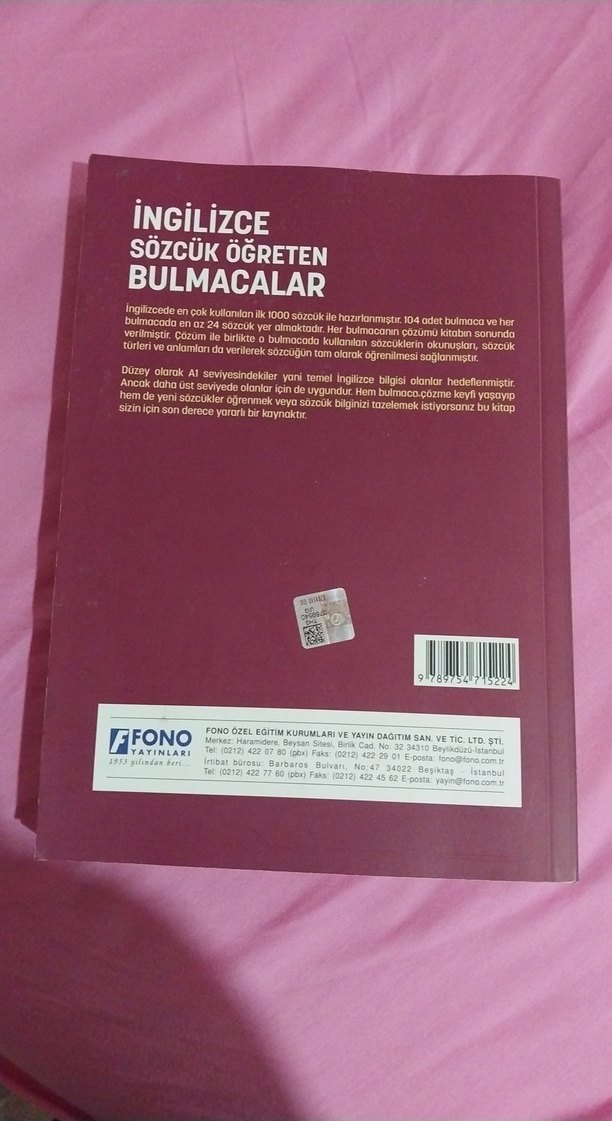 İNGİLİZCE
SÖZCÜK ÖĞRETEN
BULMACALAR
İngilizcede en çok kullanılan ilk 1000 sözcük ile hazırlanmıştır. 104 adet bulmaca ve her
bulmacada en az 24 sözcük yer almaktadır. Her bulmacanın çözümü kitabın sonunda
verilmiştir. Çözüm ile birlikte o bulmacada kullanılan sözcüklerin okunuşları, sözcük
türleri ve anlamları da verilerek sözcüğün tam olarak öğrenilmesi sağlanmıştır.
Düzey olarak A1 seviyesindekiler yani temel İngilizce bilgisi olanlar hedeflenmiştir.
Ancak daha üst seviyede olanlar için de uygundur. Hem bulmaca çözme keyfi yaşayıp
hem de yeni sözcükler öğrenmek veya sözcük bilginizi tazelemek istiyorsanız bu kitap
sizin için son derece yararlı bir kaynaktır.
9 789754 715224
FONO
YAYINLARI
1953 yılından beri...
FONO ÖZEL EĞİTİM KURUMLARI VE YAYIN DAĞITIM SAN. VE TİC. LTD. ŞTİ.
Merkez: Haramidere, Beysan Sitesi, Birlik Cad. No: 32 34310 Beylikdüzü-İstanbul
Tel: (0212) 422 07 80 (pbx) Faks: (0212) 422 29 01 E-posta: fono@fono.com.tr
İrtibat bürosu: Barbaros Bulvarı, No:47 34022 Beşiktaş - İstanbul
Tel: (0212) 422 77 60 (pbx) Faks: (0212) 422 45 62 E-posta: yayin@fono.com.tr